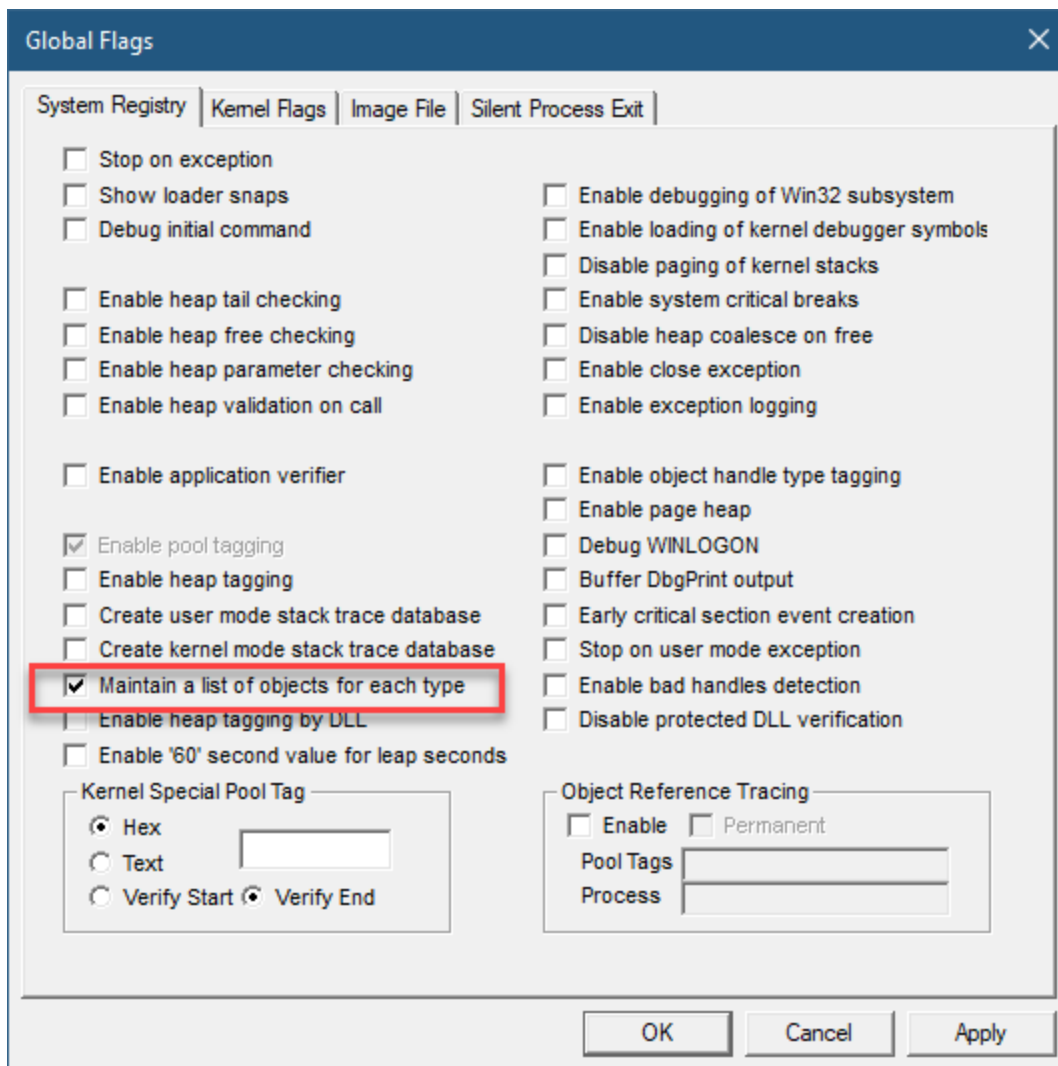 Global Flags
System Registry
Kernel Flags
Image File
Silent Process Exit
Stop on exception
Show loader snaps
Debug initial command
Enable heap tail checking
Enable heap free checking
Enable heap parameter checking
Enable heap validation on call
Enable application verifier
Enable pool tagging
Enable heap tagging
Create user mode stack trace database
Create kernel mode stack trace database
Maintain a list of objects for each type
Enable heap tagging by DLL
Enable '60' second value for leap seconds
Enable debugging of Win32 subsystem
Enable loading of kernel debugger symbols
Disable paging of kernel stacks
Enable system critical breaks
Disable heap coalesce on free
Enable close exception
Enable exception logging
Enable object handle type tagging
Enable page heap
Debug WINLOGON
Buffer DbgPrint output
Early critical section event creation
Stop on user mode exception
Enable bad handles detection
Disable protected DLL verification
Kernel Special Pool Tag
Hex
Text
Verify Start
Verify End
Object Reference Tracing
Enable
Permanent
Pool Tags
Process
OK
Cancel
Apply